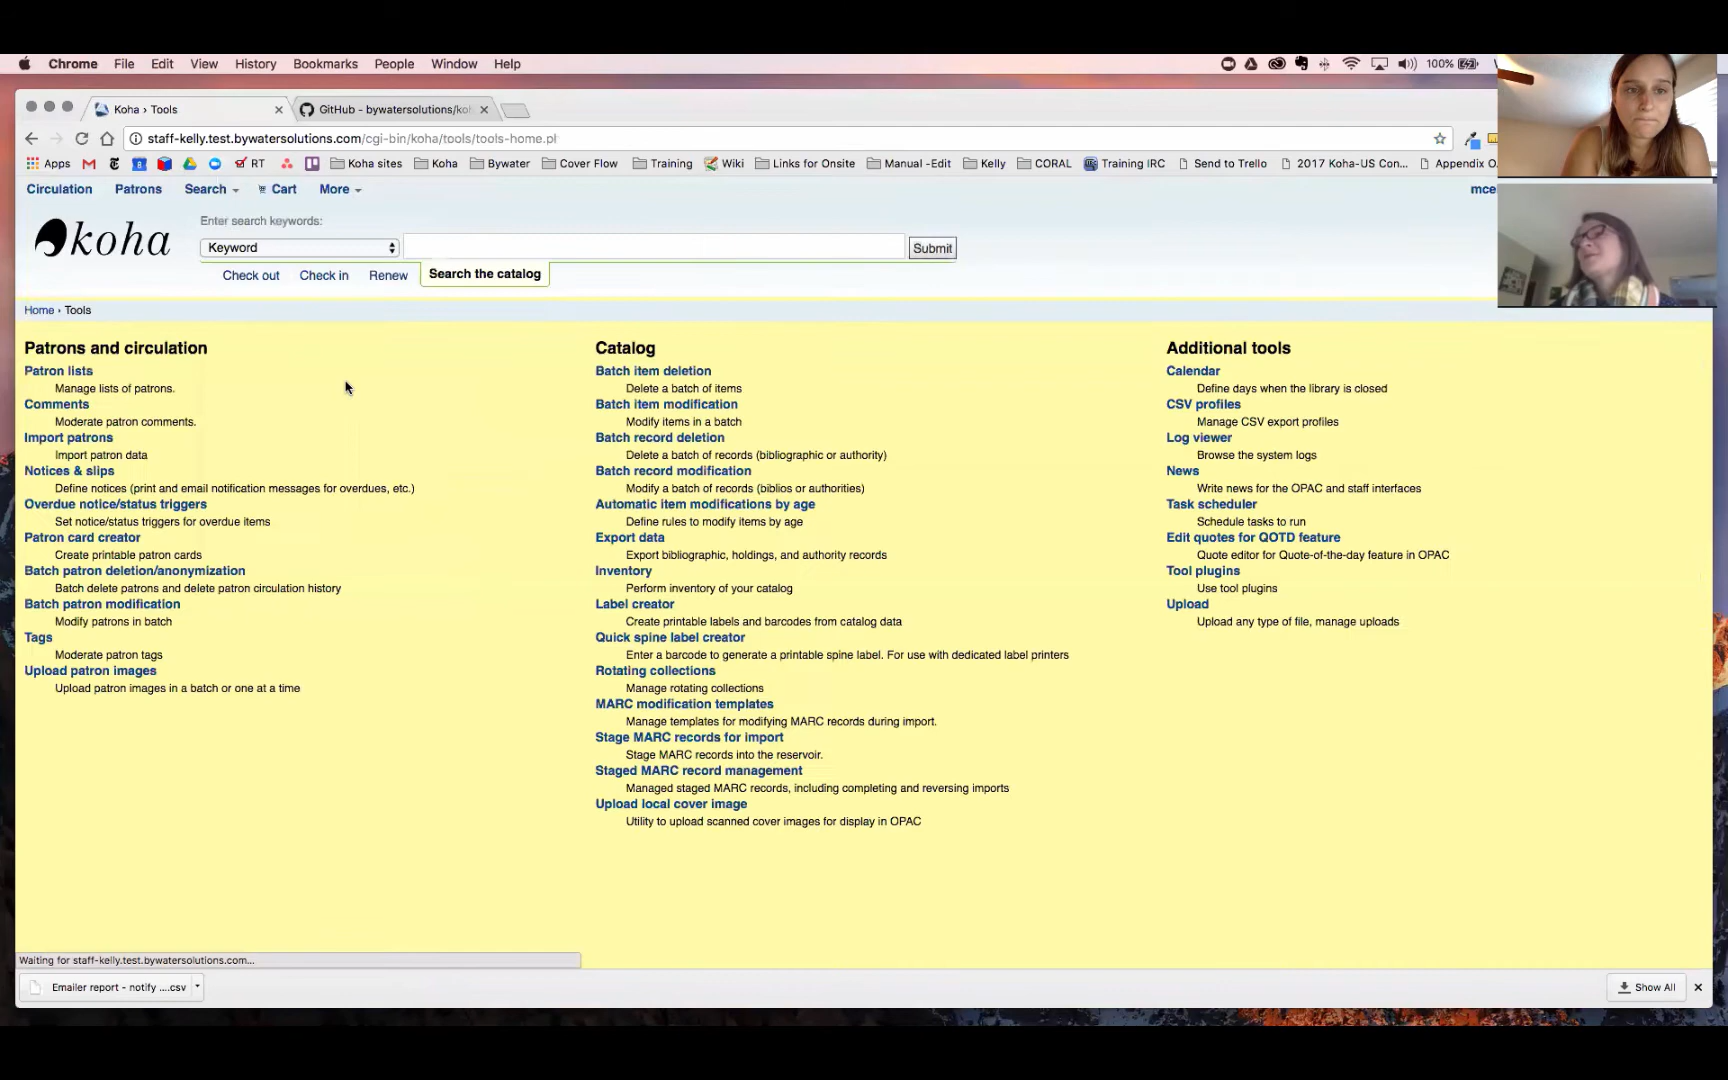 Chrome File Edit View History Bookmarks People Window Help 100%
Koha › Tools GitHub - bywatersolutions/koh
staff-kelly.test.bywatersolutions.com/cgi-bin/koha/tools/tools-home.pl
Apps RT Koha sites Koha Bywater Cover Flow Training Wiki Links for Onsite Manual -Edit Kelly CORAL Training IRC Send to Trello 2017 Koha-US Con... Appendix O
Circulation Patrons Search Cart More mce
Enter search keywords:
koha
Keyword Submit
Check out Check in Renew Search the catalog
Home › Tools
Patrons and circulation
Patron lists
Manage lists of patrons.
Comments
Moderate patron comments.
Import patrons
Import patron data
Notices & slips
Define notices (print and email notification messages for overdues, etc.)
Overdue notice/status triggers
Set notice/status triggers for overdue items
Patron card creator
Create printable patron cards
Batch patron deletion/anonymization
Batch delete patrons and delete patron circulation history
Batch patron modification
Modify patrons in batch
Tags
Moderate patron tags
Upload patron images
Upload patron images in a batch or one at a time
Catalog
Batch item deletion
Delete a batch of items
Batch item modification
Modify items in a batch
Batch record deletion
Delete a batch of records (bibliographic or authority)
Batch record modification
Modify a batch of records (biblios or authorities)
Automatic item modifications by age
Define rules to modify items by age
Export data
Export bibliographic, holdings, and authority records
Inventory
Perform inventory of your catalog
Label creator
Create printable labels and barcodes from catalog data
Quick spine label creator
Enter a barcode to generate a printable spine label. For use with dedicated label printers
Rotating collections
Manage rotating collections
MARC modification templates
Manage templates for modifying MARC records during import.
Stage MARC records for import
Stage MARC records into the reservoir.
Staged MARC record management
Managed staged MARC records, including completing and reversing imports
Upload local cover image
Utility to upload scanned cover images for display in OPAC
Additional tools
Calendar
Define days when the library is closed
CSV profiles
Manage CSV export profiles
Log viewer
Browse the system logs
News
Write news for the OPAC and staff interfaces
Task scheduler
Schedule tasks to run
Edit quotes for QOTD feature
Quote editor for Quote-of-the-day feature in OPAC
Tool plugins
Use tool plugins
Upload
Upload any type of file, manage uploads
Waiting for staff-kelly.test.bywatersolutions.com...
Emailer report - notify ....csv Show All